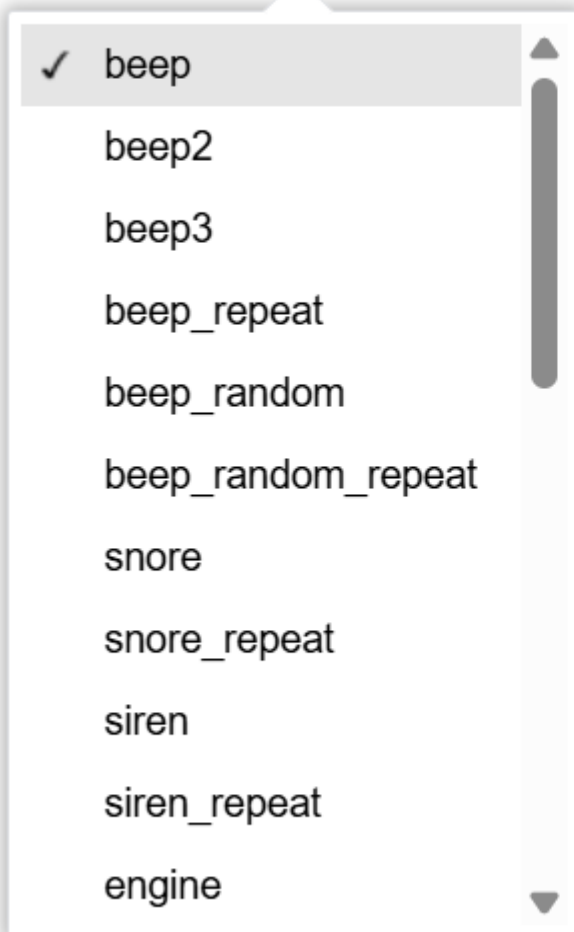 beep
beep2
beep3
beep_repeat
beep_random
beep_random_repeat
snore
snore_repeat
siren
siren_repeat
engine